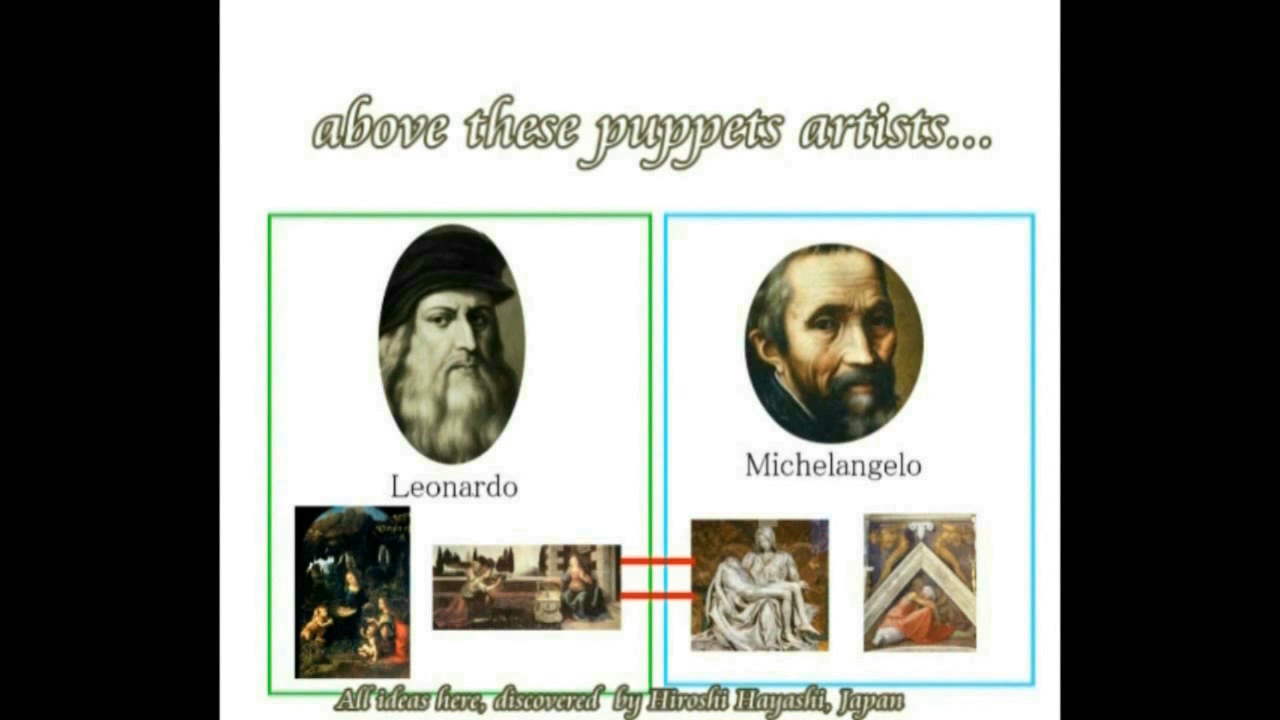 above these puppets artists...
Leonardo
Michelangelo
All ideas here, discovered by Hiroshi Hayashi, Japan